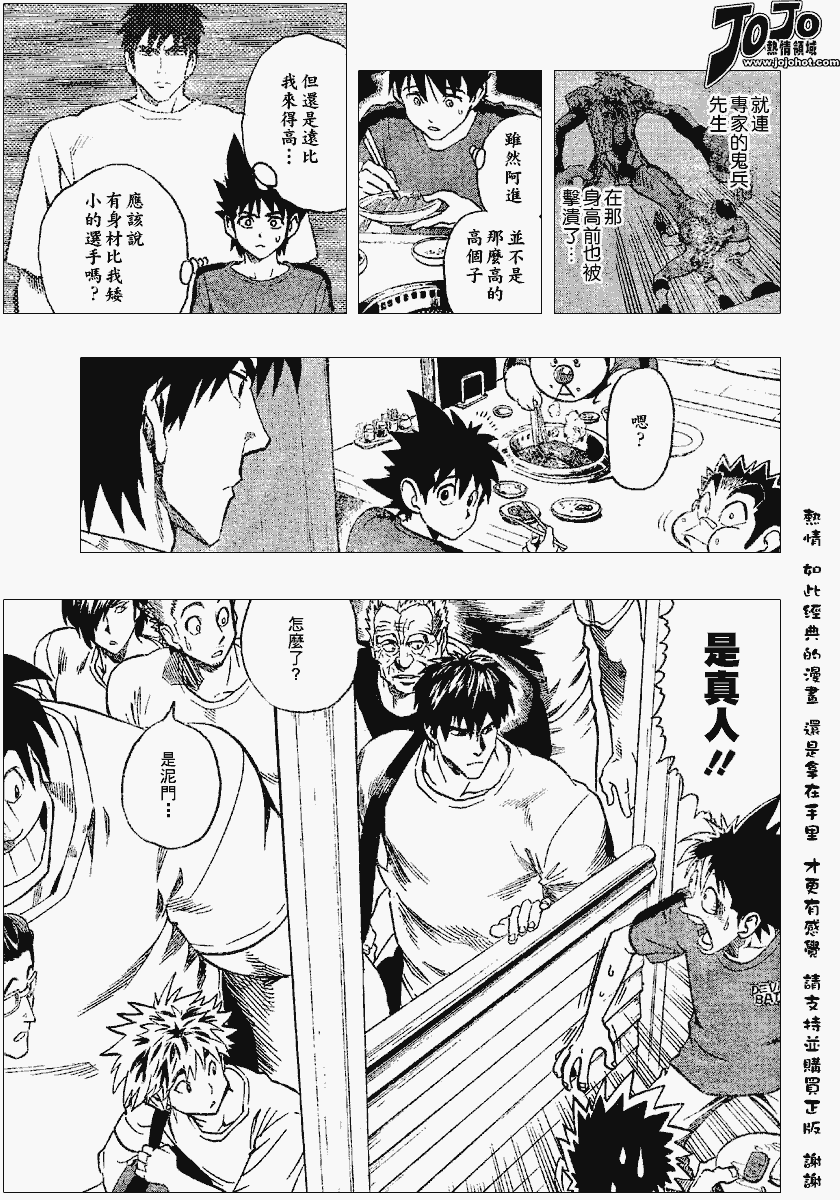 JOJO
熱情領域
www.jojohot.com
就連
專家的鬼兵
先生
在那
身高前也被
擊潰了…
雖然阿進
並不是
那麼高的
高個子
但還是遠比
我來得高…
應該說
有身材比我矮
小的選手嗎？
嗯？
是真人!!
怎麼了？
是泥門…
DEVI
BAT
熱情 如此經典的漫畫 還是拿在手里 才更有感覺 請支持並購買正版 謝謝